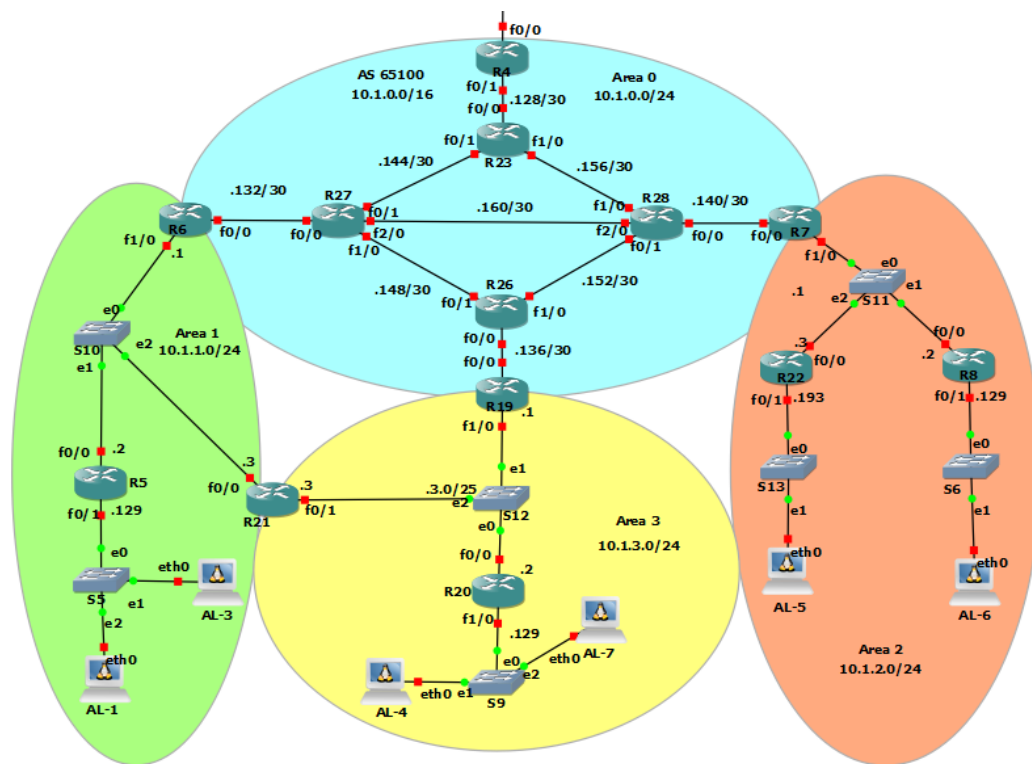 f0/0
R4
AS 65100
10.1.0.0/16
Area 0
10.1.0.0/24
f0/1
f0/0
.128/30
f0/1
R23
f1/0
.144/30
.156/30
.132/30
R27
f0/1
.160/30
f1/0
R28
.140/30
R6
f0/0
f0/0
f2/0
f1/0
f2/0
f0/1
f0/0
f0/0
R7
f1/0
f1/0
.1
.148/30
.152/30
R26
f0/1
f1/0
f0/0
f0/0
.136/30
e0
S10
e2
e1
Area 1
10.1.1.0/24
e0
e1
S11
e2
.1
.3
f0/0
R22
f0/1
.193
f0/0
.2
R8
f0/1
.129
R19
.1
f1/0
e1
.3.0/25
e2
S12
e0
f0/0
.2
R5
f0/1
.129
.3
f0/0
R21
.3
f0/1
e0
S13
e1
e0
S6
e1
Area 3
10.1.3.0/24
f0/0
.2
R20
f1/0
.129
e0
S5
e1
e2
eth0
AL-3
eth0
AL-1
eth0
AL-7
e0
e2
eth0
e1
S9
AL-4
eth0
AL-5
eth0
AL-6
Area 2
10.1.2.0/24